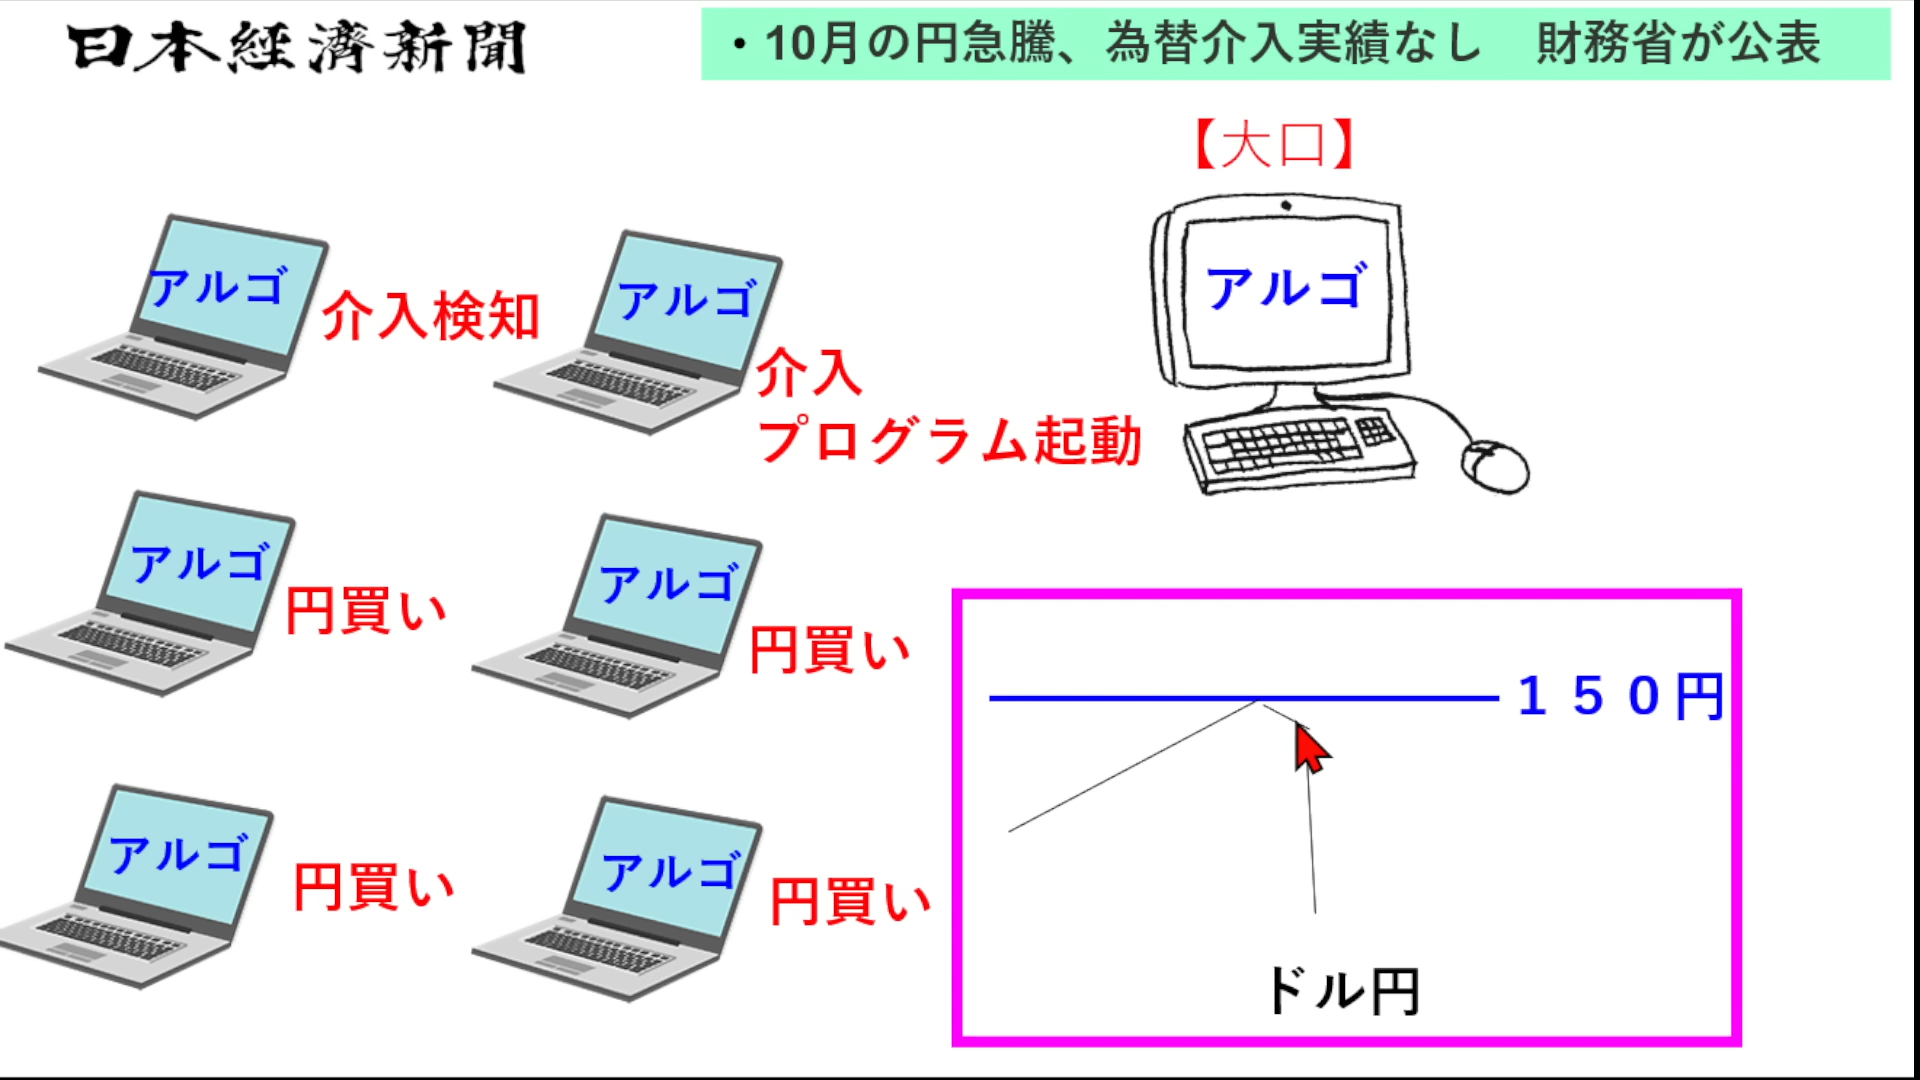 日本経済新聞
・10月の円急騰、為替介入実績なし　財務省が公表
【大口】
アルゴ
アルゴ
介入検知
アルゴ
介入
プログラム起動
アルゴ
円買い
アルゴ
円買い
アルゴ
円買い
アルゴ
円買い
１５０円
ドル円